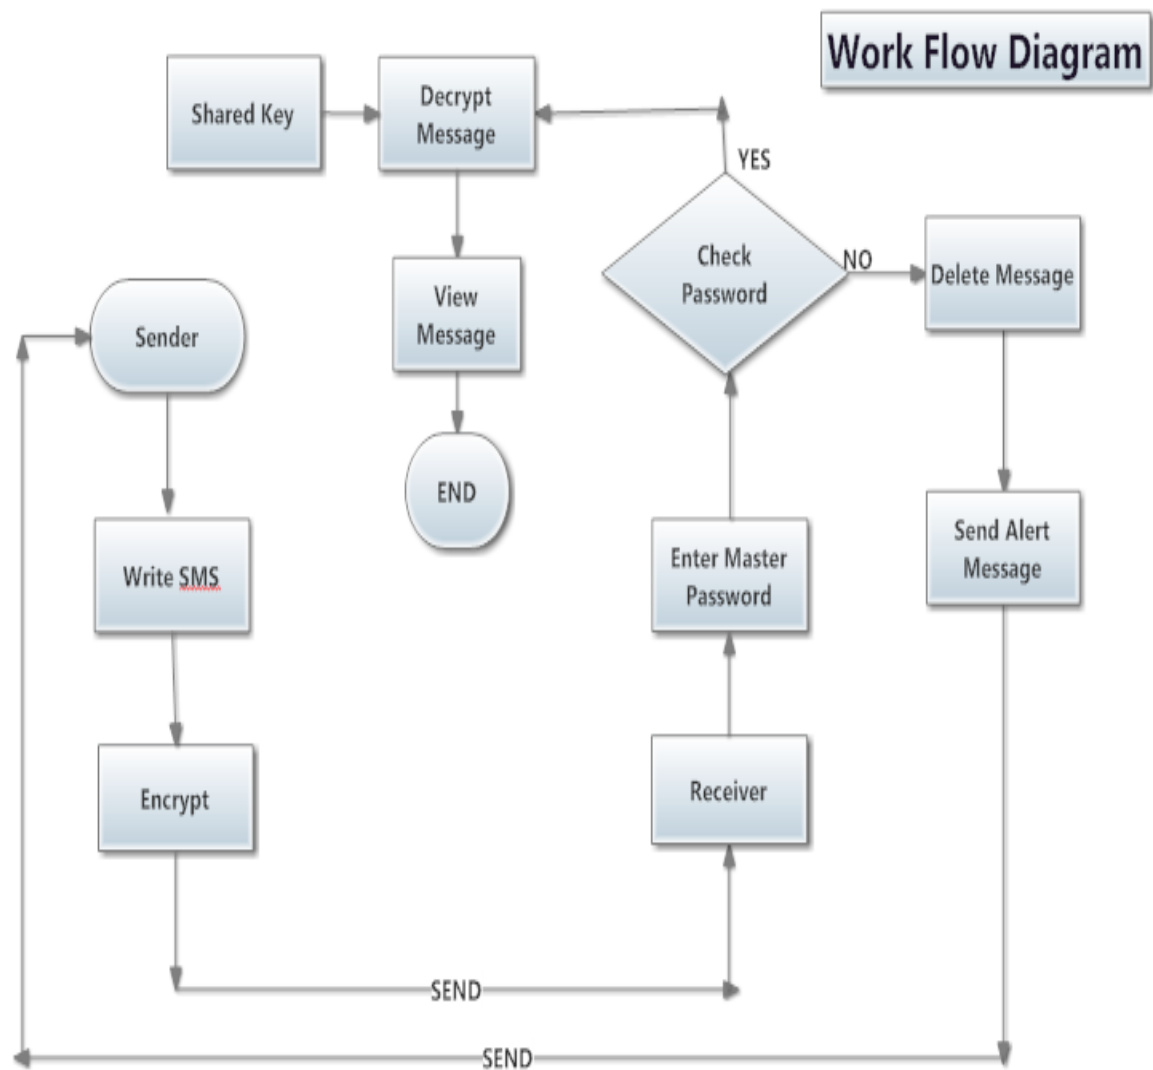 Work Flow Diagram
Shared Key
Decrypt
Message
YES
Check
Password
NO
Delete Message
View
Message
Sender
END
Write SMS
Enter Master
Password
Send Alert
Message
Encrypt
Receiver
SEND
SEND